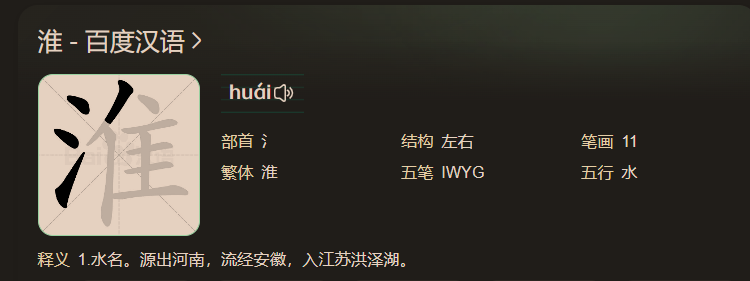 淮 - 百度汉语
淮
huái
部首 氵 结构 左右 笔画 11
繁体 淮 五笔 IWYG 五行 水
释义 1.水名。源出河南，流经安徽，入江苏洪泽湖。